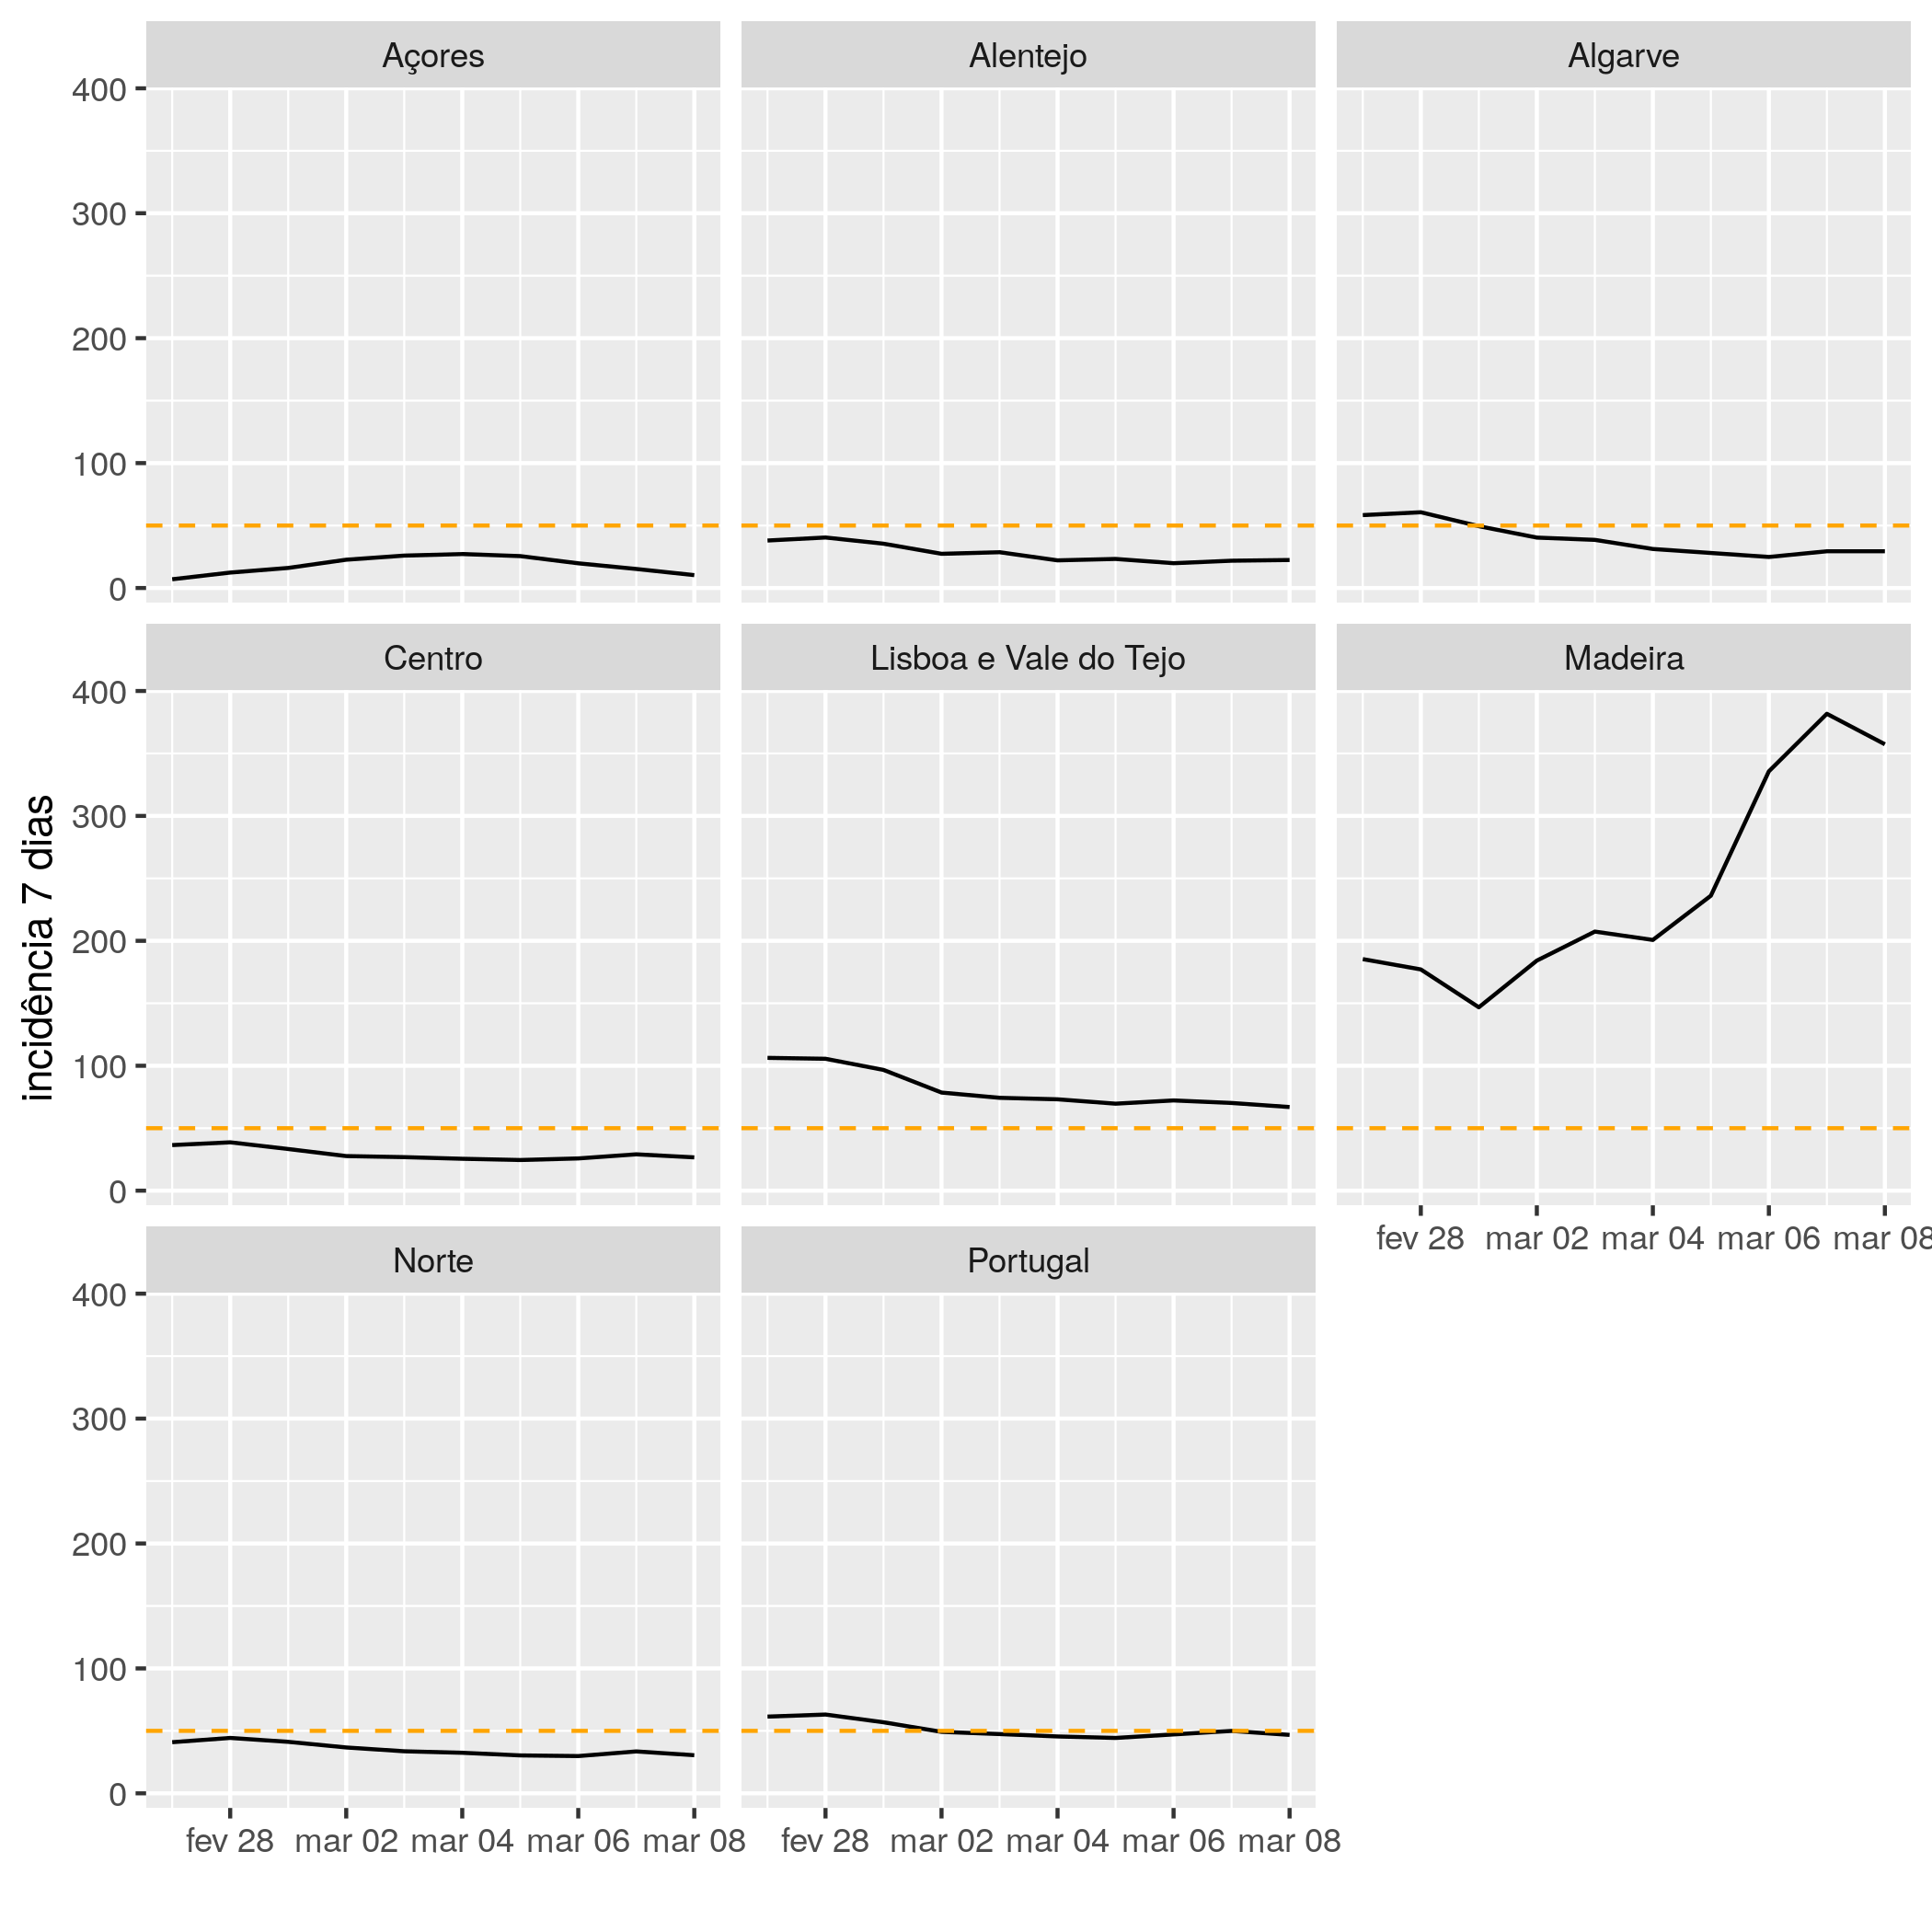 Açores
Alentejo
Algarve
400
300
200
100
0
Centro
Lisboa e Vale do Tejo
Madeira
incidência 7 dias
400
300
200
100
0
fev 28 mar 02 mar 04 mar 06 mar 08
Norte
Portugal
400
300
200
100
0
fev 28 mar 02 mar 04 mar 06 mar 08
fev 28 mar 02 mar 04 mar 06 mar 08